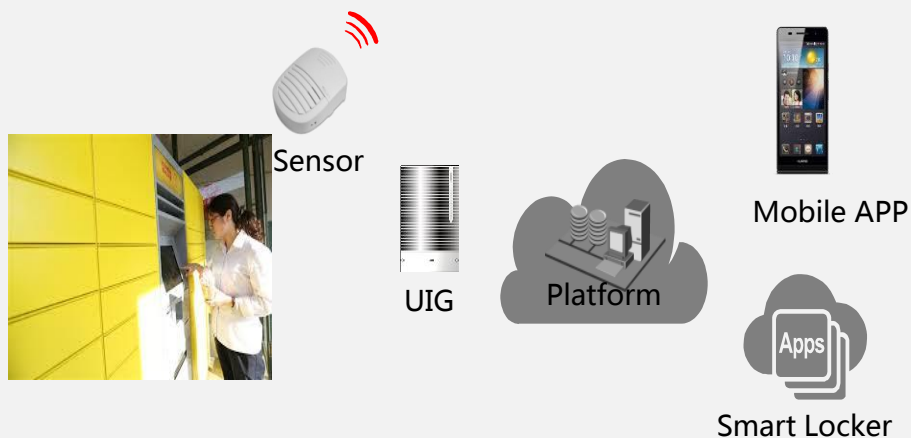 Sensor
Mobile APP
UIG
Platform
Apps
Smart Locker